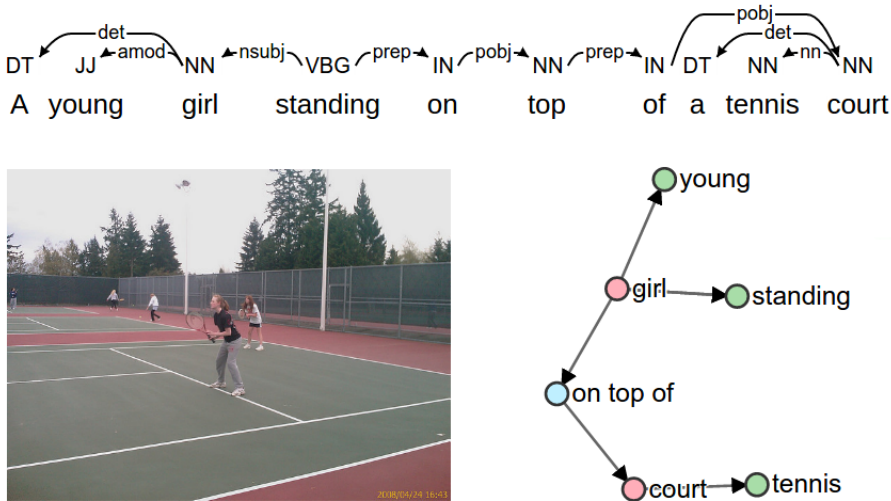 det pobj
det
amod nsubj prep pobj prep nn
DT JJ NN VBG IN NN IN DT NN NN
A young girl standing on top of a tennis court
young
girl standing
on top of
court tennis
2008/04/24 16:43